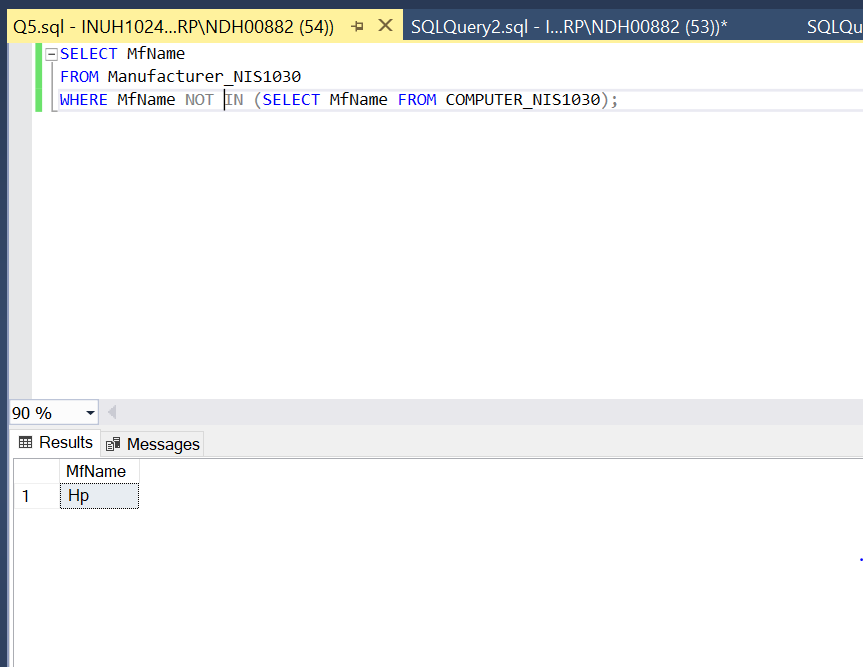 Q5.sql - INUH1024...RP\NDH00882 (54)) SQLQuery2.sql - I...RP\NDH00882 (53))* SQLQu
SELECT MfName
FROM Manufacturer_NIS1030
WHERE MfName NOT IN (SELECT MfName FROM COMPUTER_NIS1030);
90 %
Results Messages
MfName
1 Hp